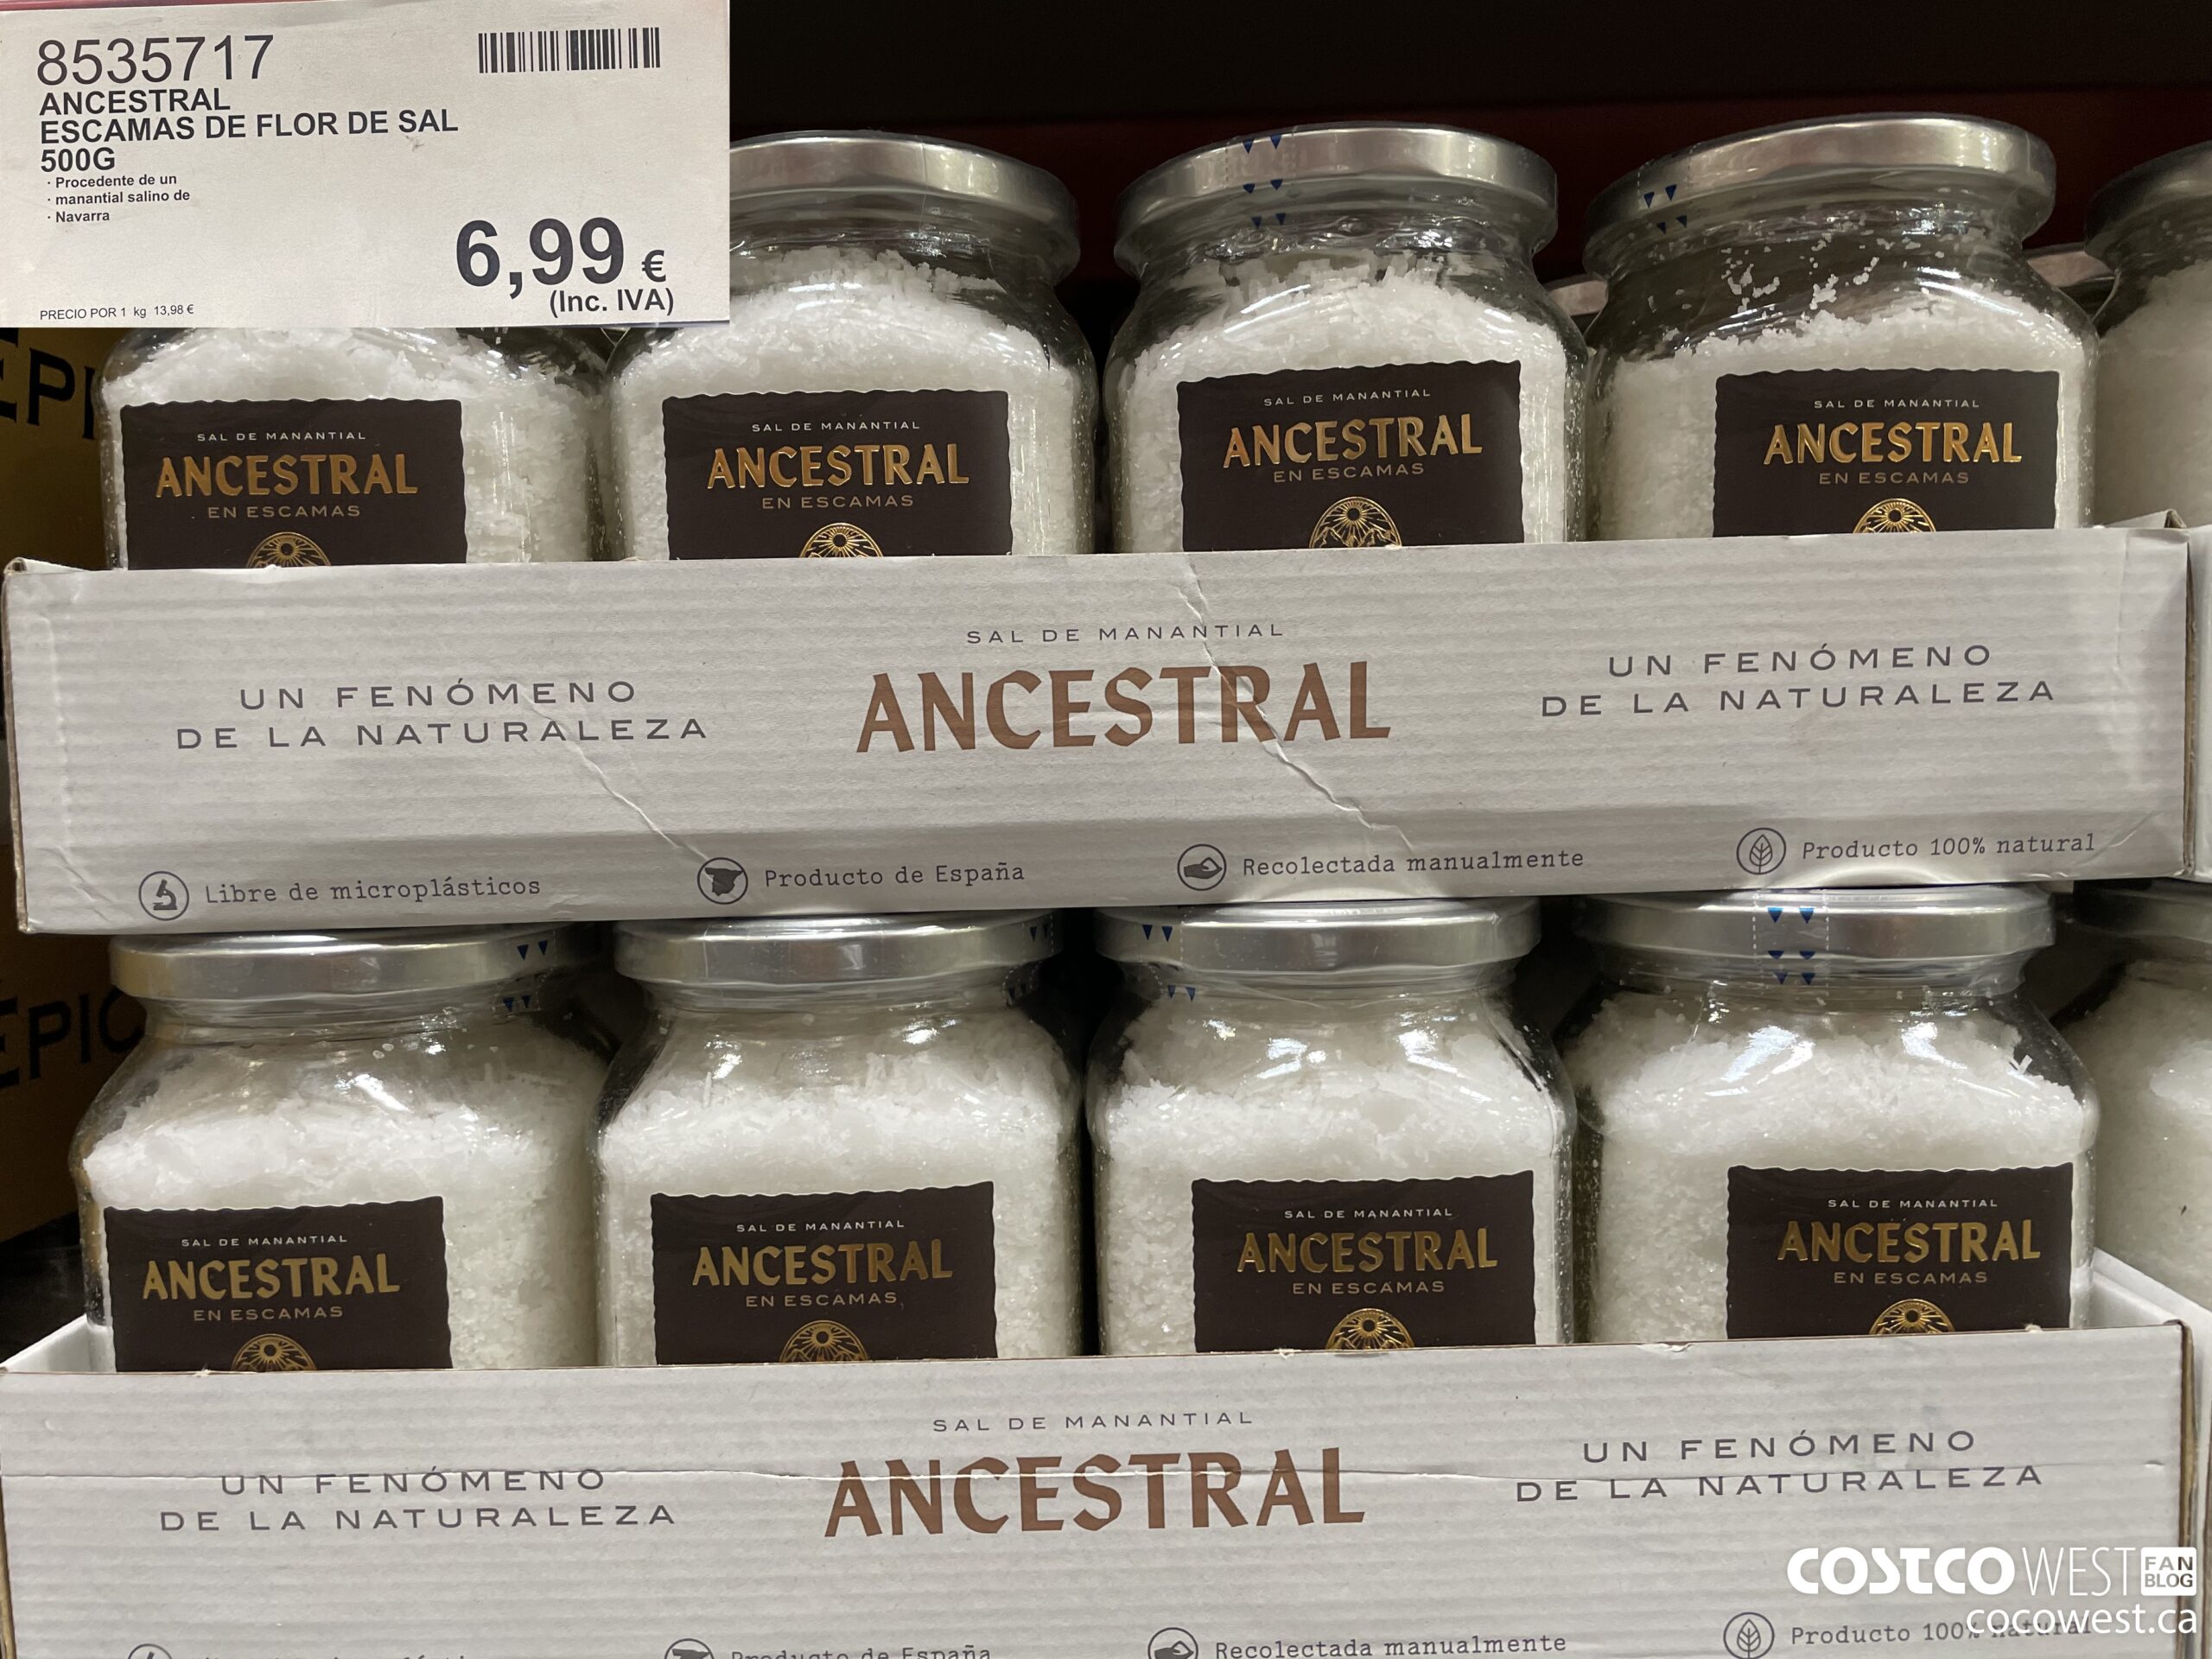 8535717
ANCESTRAL
ESCAMAS DE FLOR DE SAL
500G
· Procedente de un
· manantial salino de
· Navarra
6,99 €
(Inc. IVA)
PRECIO POR 1 kg 13,98 €
SAL DE MANANTIAL
ANCESTRAL
EN ESCAMAS
SAL DE MANANTIAL
ANCESTRAL
EN ESCAMAS
SAL DE MANANTIAL
ANCESTRAL
EN ESCAMAS
SAL DE MANANTIAL
ANCESTRAL
EN ESCAMAS
UN FENÓMENO
DE LA NATURALEZA
SAL DE MANANTIAL
ANCESTRAL
UN FENÓMENO
DE LA NATURALEZA
Libre de microplásticos
Producto de España
Recolectada manualmente
Producto 100% natural
SAL DE MANANTIAL
ANCESTRAL
EN ESCAMAS
SAL DE MANANTIAL
ANCESTRAL
EN ESCAMAS
SAL DE MANANTIAL
ANCESTRAL
EN ESCAMAS
SAL DE MANANTIAL
ANCESTRAL
EN ESCAMAS
UN FENÓMENO
DE LA NATURALEZA
SAL DE MANANTIAL
ANCESTRAL
UN FENÓMENO
DE LA NATURALEZA
Producto de España
Recolectada manualmente
Producto 100% natural
COSTCO WEST FAN BLOG
cocowest.ca